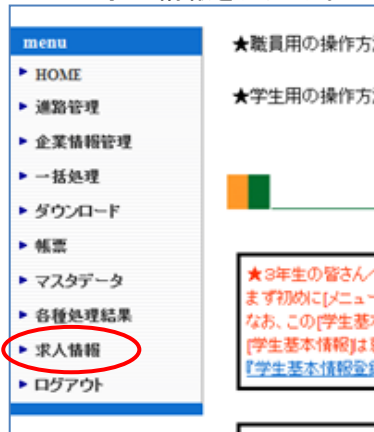 menu
HOME
進路管理
企業情報管理
一括処理
ダウンロード
帳票
マスタデータ
各種処理結果
求人情報
ログアウト
★職員用の操作方
★学生用の操作方
★3年生の皆さんへ
まず初めに[メニュー
なお、この[学生基本
[学生基本情報]は
『学生基本情報登録